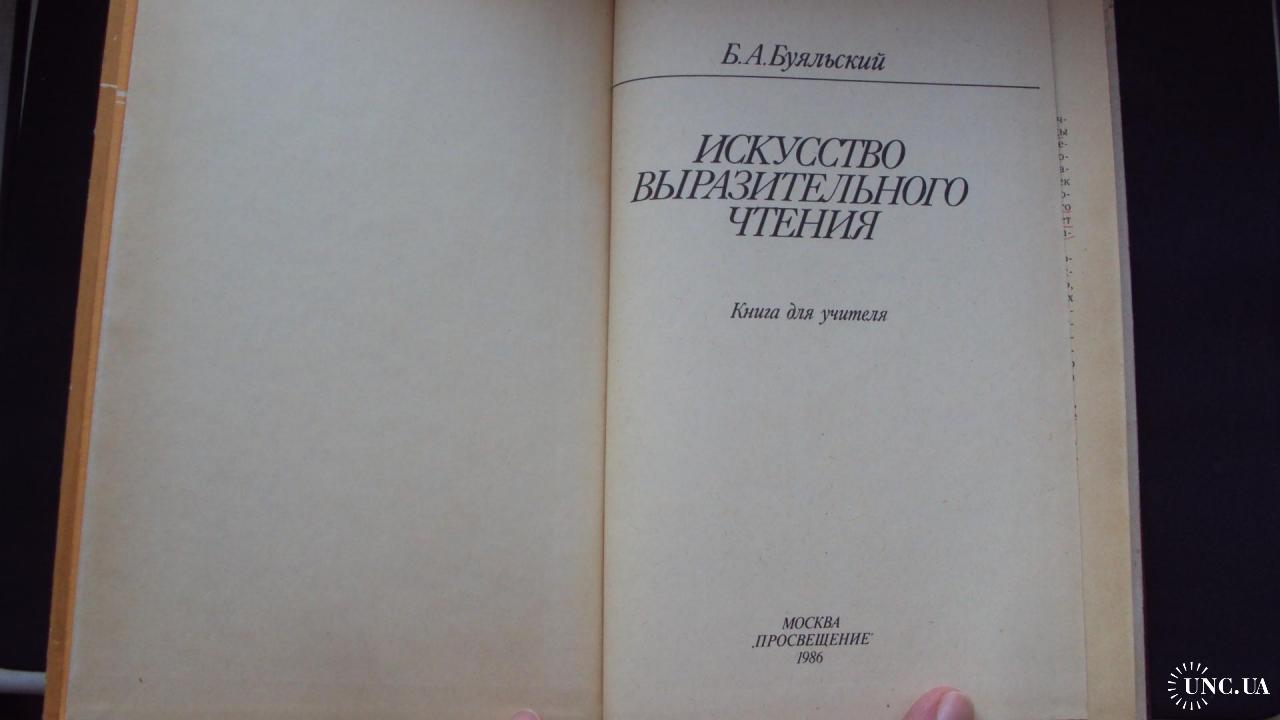 Б. А. Буяльский
ИСКУССТВО
ВЫРАЗИТЕЛЬНОГО
ЧТЕНИЯ
Книга для учителя
МОСКВА
„ПРОСВЕЩЕНИЕ"
1986
UNC.UA